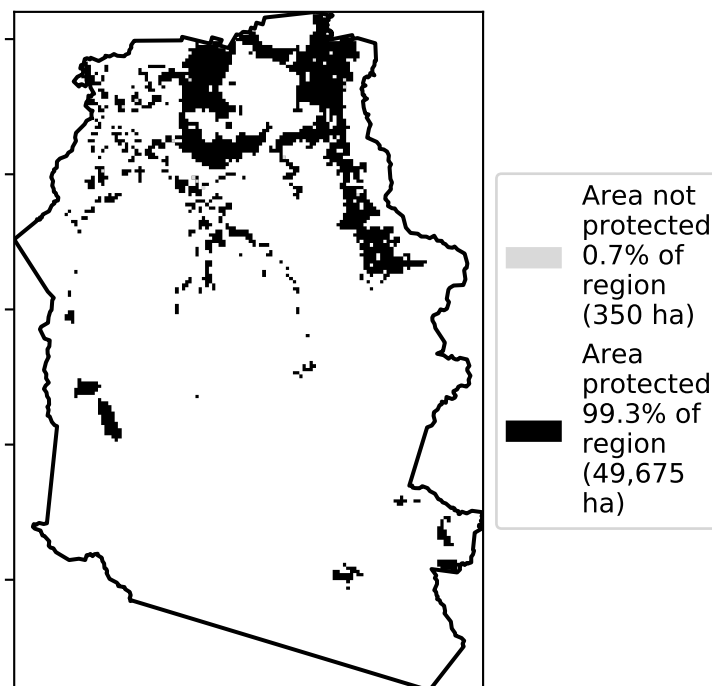 Area not
protected
0.7% of
region
(350 ha)
Area
protected
99.3% of
region
(49,675
ha)